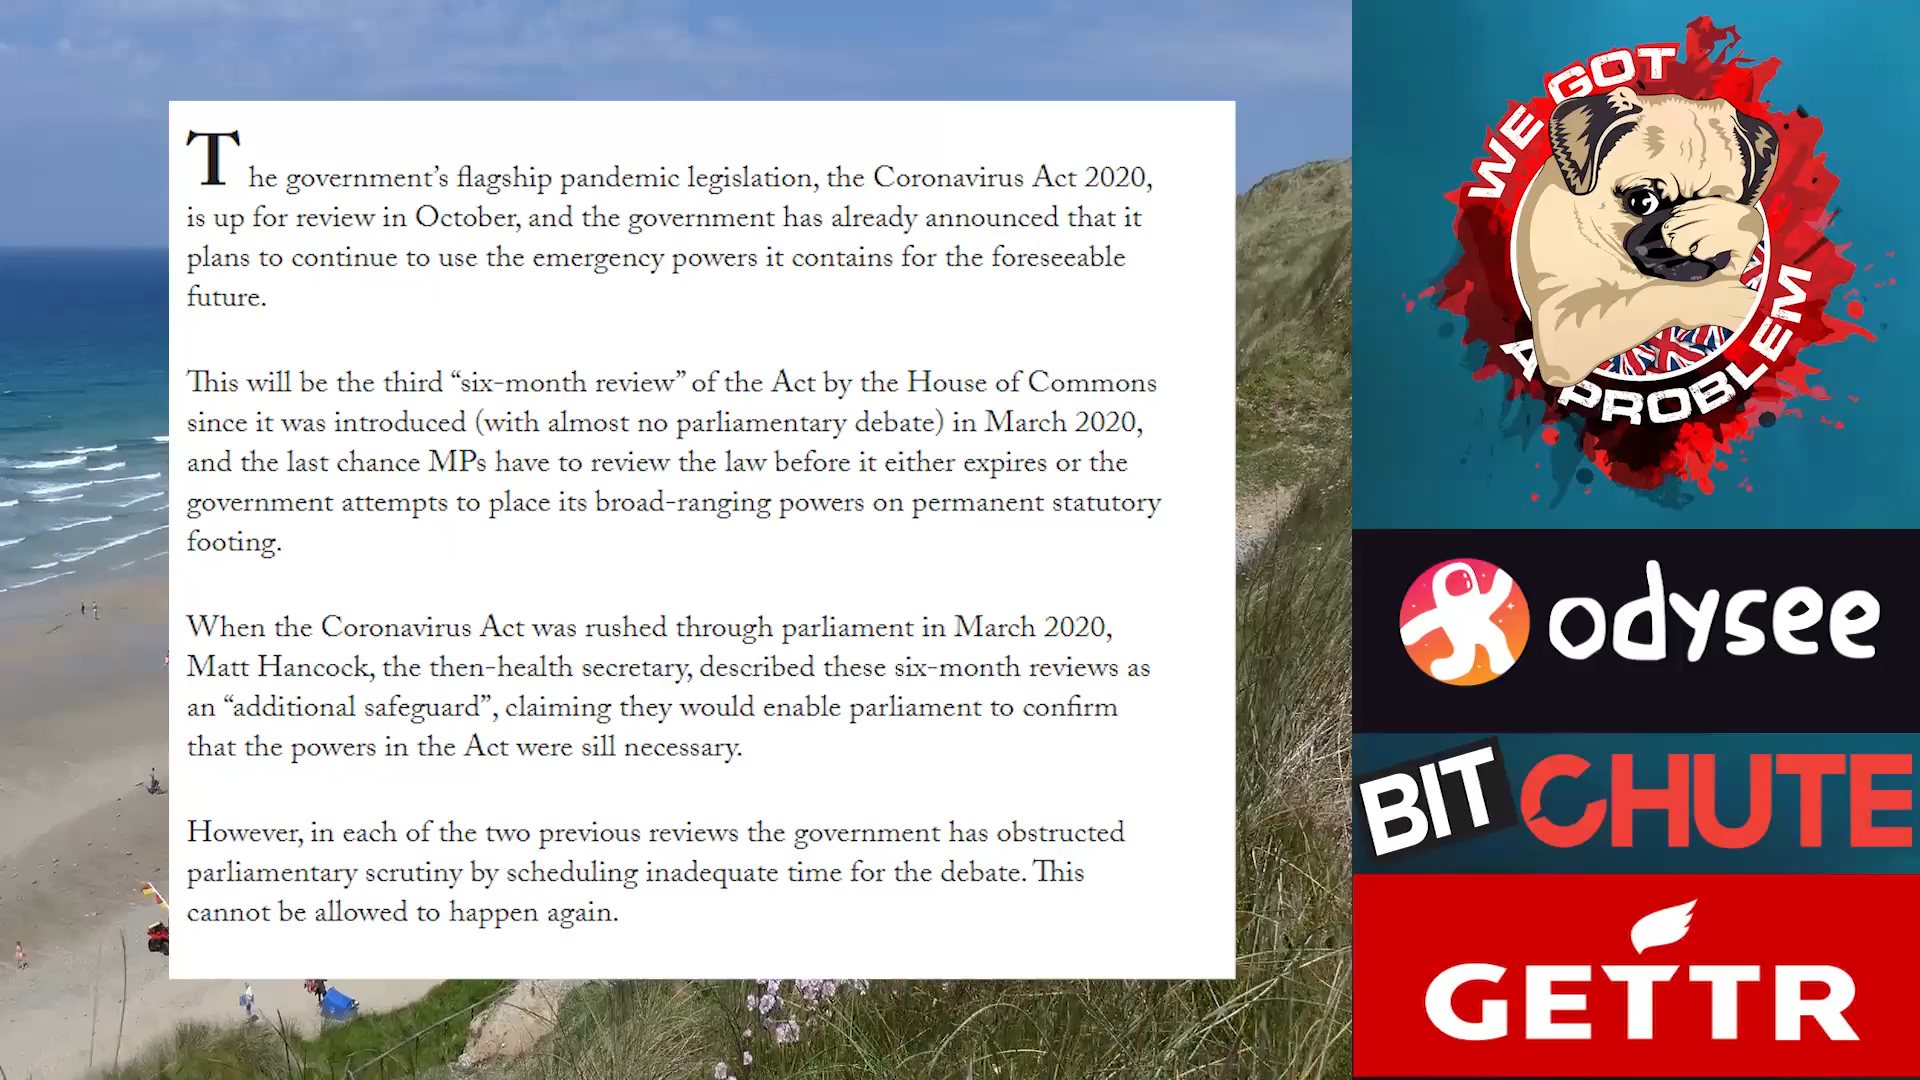 The government’s flagship pandemic legislation, the Coronavirus Act 2020,
is up for review in October, and the government has already announced that it
plans to continue to use the emergency powers it contains for the foreseeable
future.
This will be the third “six-month review” of the Act by the House of Commons
since it was introduced (with almost no parliamentary debate) in March 2020,
and the last chance MPs have to review the law before it either expires or the
government attempts to place its broad-ranging powers on permanent statutory
footing.
When the Coronavirus Act was rushed through parliament in March 2020,
Matt Hancock, the then-health secretary, described these six-month reviews as
an “additional safeguard”, claiming they would enable parliament to confirm
that the powers in the Act were sill necessary.
However, in each of the two previous reviews the government has obstructed
parliamentary scrutiny by scheduling inadequate time for the debate. This
cannot be allowed to happen again.
WE GOT
A PROBLEM
odysee
BITCHUTE
GETTR